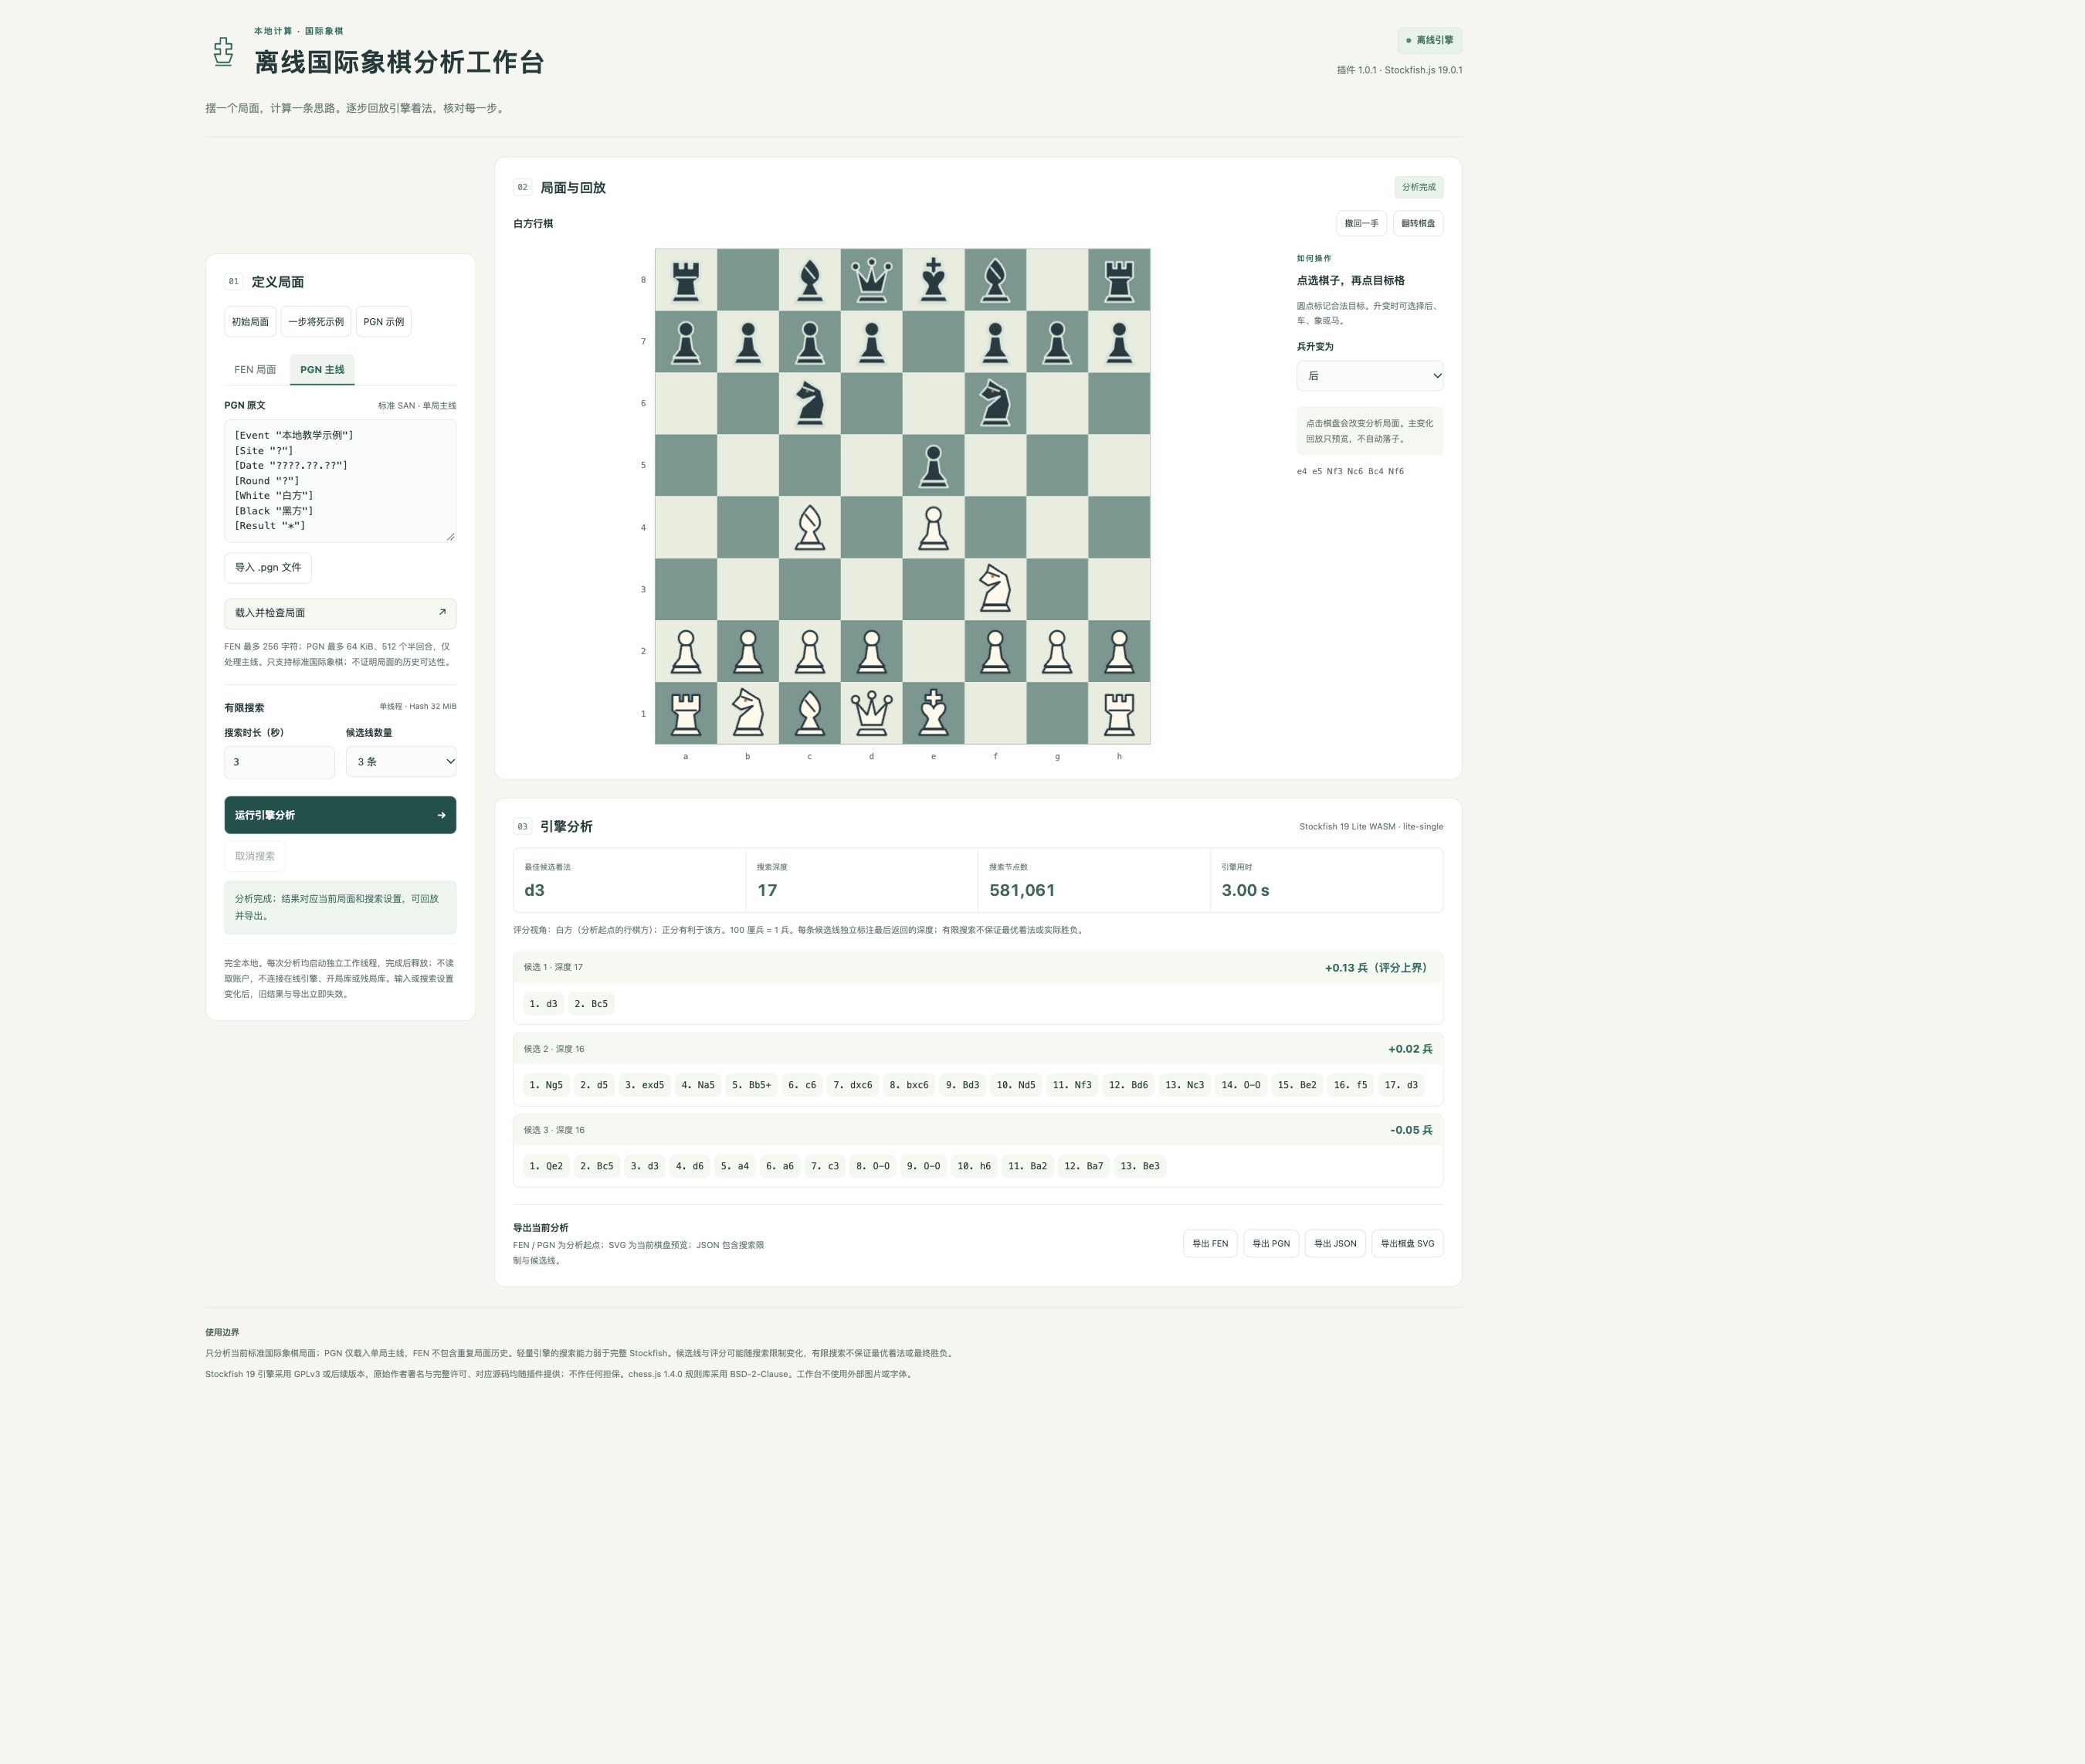 本地计算 · 国际象棋
离线国际象棋分析工作台
离线引擎
插件 1.0.1 · Stockfish.js 19.0.1
摆一个局面，计算一条思路。逐步回放引擎着法，核对每一步。
01 定义局面
初始局面 一步将死示例 PGN 示例
FEN 局面 PGN 主线
PGN 原文 标准 SAN · 单局主线
[Event "本地教学示例"]
[Site "?"]
[Date "????.??.??"]
[Round "?"]
[White "白方"]
[Black "黑方"]
[Result "*"]
导入 .pgn 文件
载入并检查局面 ↗
FEN 最多 256 字符；PGN 最多 64 KiB、512 个半回合，仅
处理主线。只支持标准国际象棋；不证明局面的历史可达性。
有限搜索 单线程 · Hash 32 MiB
搜索时长（秒） 候选线数量
3 3 条
运行引擎分析 →
取消搜索
分析完成；结果对应当前局面和搜索设置，可回放
并导出。
完全本地。每次分析均启动独立工作线程，完成后释放；不读
取账户，不连接在线引擎、开局库或残局库。输入或搜索设置
变化后，旧结果与导出立即失效。
02 局面与回放 分析完成
白方行棋 撤回一手 翻转棋盘
8
7
6
5
4
3
2
1
a b c d e f g h
如何操作
点选棋子，再点目标格
圆点标记合法目标。升变时可选择后、
车、象或马。
兵升变为
后
点击棋盘会改变分析局面。主变化
回放只预览，不自动落子。
e4 e5 Nf3 Nc6 Bc4 Nf6
03 引擎分析 Stockfish 19 Lite WASM · lite-single
最佳候选着法 搜索深度 搜索节点数 引擎用时
d3 17 581,061 3.00 s
评分视角：白方（分析起点的行棋方）；正分有利于该方。100 厘兵 = 1 兵。每条候选线独立标注最后返回的深度；有限搜索不保证最优着法或实际胜负。
候选 1 · 深度 17 +0.13 兵（评分上界）
1. d3 2. Bc5
候选 2 · 深度 16 +0.02 兵
1. Ng5 2. d5 3. exd5 4. Na5 5. Bb5+ 6. c6 7. dxc6 8. bxc6 9. Bd3 10. Nd5 11. Nf3 12. Bd6 13. Nc3 14. O-O 15. Be2 16. f5 17. d3
候选 3 · 深度 16 -0.05 兵
1. Qe2 2. Bc5 3. d3 4. d6 5. a4 6. a6 7. c3 8. O-O 9. O-O 10. h6 11. Ba2 12. Ba7 13. Be3
导出当前分析
FEN / PGN 为分析起点；SVG 为当前棋盘预览；JSON 包含搜索限
制与候选线。
导出 FEN 导出 PGN 导出 JSON 导出棋盘 SVG
使用边界
只分析当前标准国际象棋局面；PGN 仅载入单局主线，FEN 不包含重复局面历史。轻量引擎的搜索能力弱于完整 Stockfish。候选线与评分可能随搜索限制变化，有限搜索不保证最优着法或最终胜负。
Stockfish 19 引擎采用 GPLv3 或后续版本，原始作者署名与完整许可、对应源码均随插件提供；不作任何担保。chess.js 1.4.0 规则库采用 BSD-2-Clause。工作台不使用外部图片或字体。